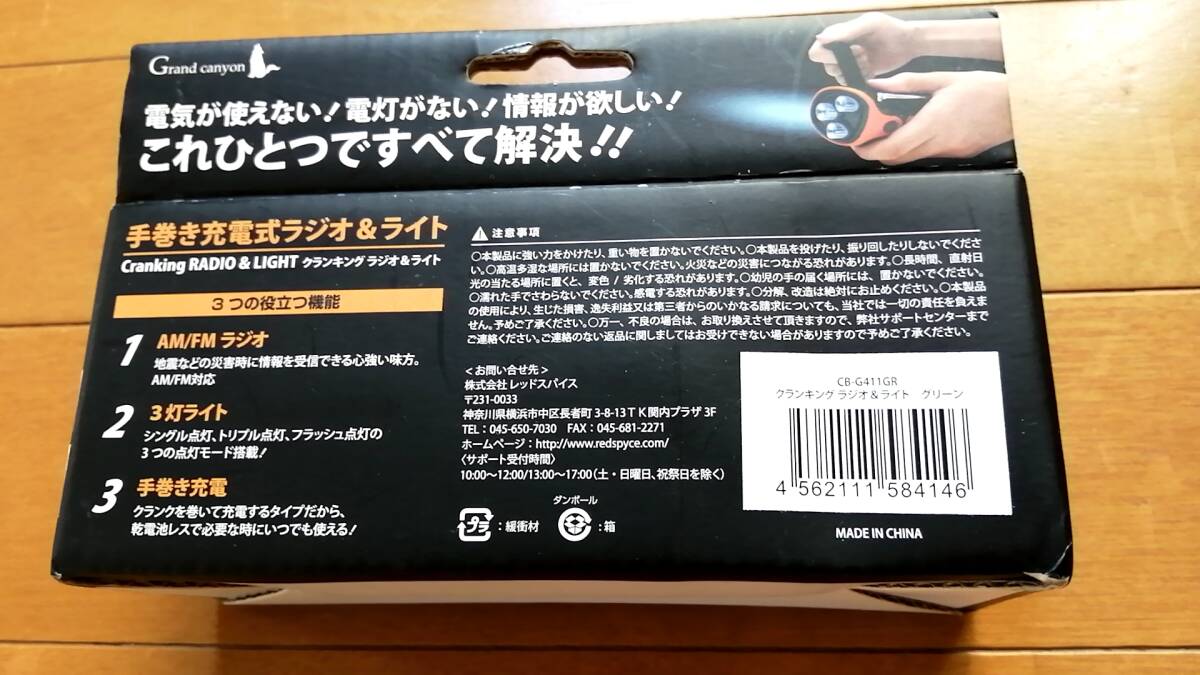 Grand canyon
電気が使えない!電灯がない!情報が欲しい!
これひとつですべて解決!!
手巻き充電式ラジオ&ライト
Cranking RADIO & LIGHT クランキング ラジオ&ライト
3つの役立つ機能
1 AM/FM ラジオ
地震などの災害時に情報を受信できる心強い味方。
AM/FM対応
2 3灯ライト
シングル点灯、トリプル点灯、フラッシュ点灯の
3つの点灯モード搭載!
3 手巻き充電
クランクを巻いて充電するタイプだから、
乾電池レスで必要な時にいつでも使える!
注意事項
○本製品に強い力をかけたり、重い物を置かないでください。○本製品を投げたり、振り回したりしないでくださ
い。○高温多湿な場所には置かないでください。火災などの災害につながる恐れがあります。○長時間、直射日
光の当たる場所に置くと、変色 / 劣化する恐れがあります。○幼児の手の届く場所には、置かないでください。
○濡れた手でさわらないでください。感電する恐れがあります。○分解、改造は絶対にお止めください。○本製品
の使用により、生じた損害、逸失利益又は第三者からのいかなる請求についても、当社では一切の責任を負えま
せん。予めご了承ください。○万一、不良の場合は、お取り換えさせて頂きますので、弊社サポートセンターまで
ご連絡ください。ご連絡のない返品に関しましてはお受けできない場合がありますので予めご了承ください。
<お問い合せ先>
株式会社 レッドスパイス
〒231-0033
神奈川県横浜市中区長者町 3-8-13 T K 関内プラザ 3F
TEL:045-650-7030 FAX:045-681-2271
ホームページ:http://www.redspyce.com/
〈サポート受付時間〉
10:00~12:00/13:00~17:00(土・日曜日、祝祭日を除く)
プラ :緩衝材
ダンボール
:箱
CB-G411GR
クランキング ラジオ&ライト グリーン
4 562111 584146
MADE IN CHINA